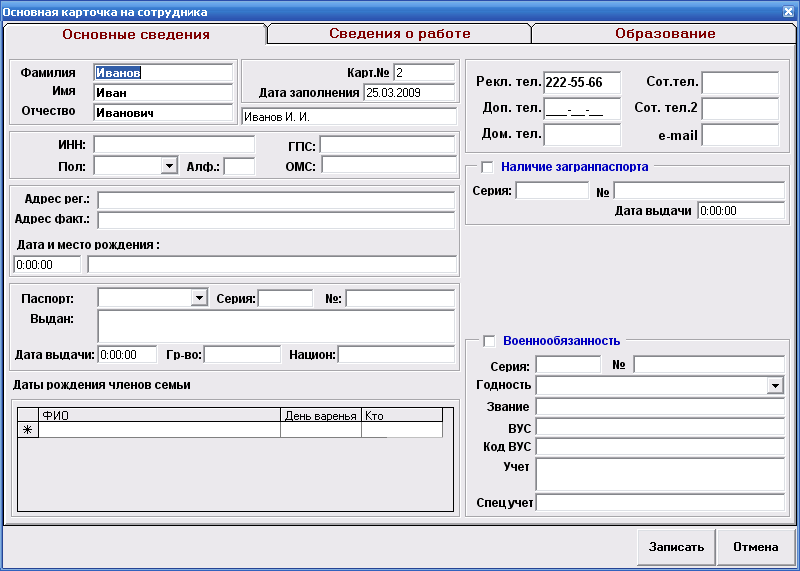 Основная карточка на сотрудника
Основные сведения
Сведения о работе
Образование
Фамилия Иванов
Имя Иван
Отчество Иванович
Карт.№ 2
Дата заполнения 25.03.2009
Иванов И. И.
Рекл. тел. 222-55-66 Сот.тел.
Доп. тел. ___-__-__ Сот. тел.2
Дом. тел. e-mail
ИНН: ГПС:
Пол: Алф.: ОМС:
Наличие загранпаспорта
Серия: №
Дата выдачи 0:00:00
Адрес рег.:
Адрес факт.:
Дата и место рождения :
0:00:00
Паспорт: Серия: №:
Выдан:
Дата выдачи: 0:00:00 Гр-во: Национ:
Военнообязанность
Серия: №
Годность
Звание
ВУС
Код ВУС
Учет
Спец учет
Даты рождения членов семьи
ФИО День варенья Кто
Записать Отмена